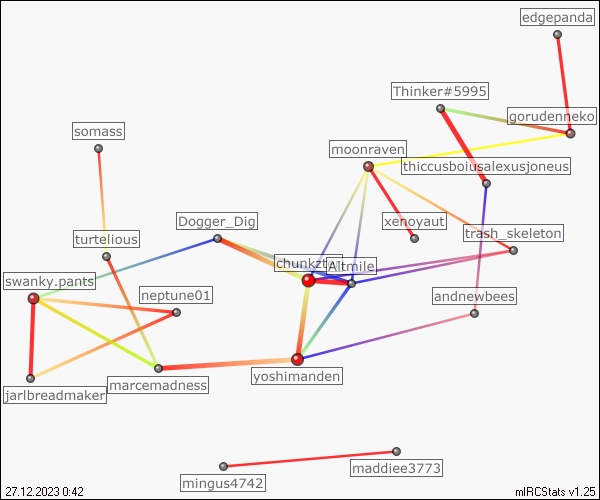 edgepanda
Thinker#5995
gorudenneko
somass
moonraven
thiccusboiusalexusjoneus
Dogger_Dig
xenoyaut
turtelious
trash_skeleton
Altmile
swanky.pants
neptune01
andnewbees
yoshimanden
marcemadness
jarlbreadmaker
maddiee3773
mingus4742
27.12.2023 0:42
mIRCStats v1.25